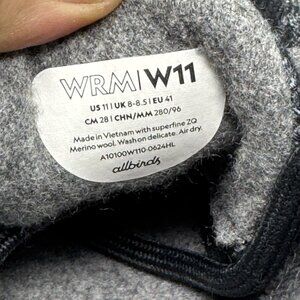 WRM|W11
US 11 | UK 8-8.5 | EU 41
CM 28 | CHN/MM 280/96
Made in Vietnam with superfine ZQ
Merino wool. Wash on delicate. Air dry.
A10100W110-0624HL
allbirds